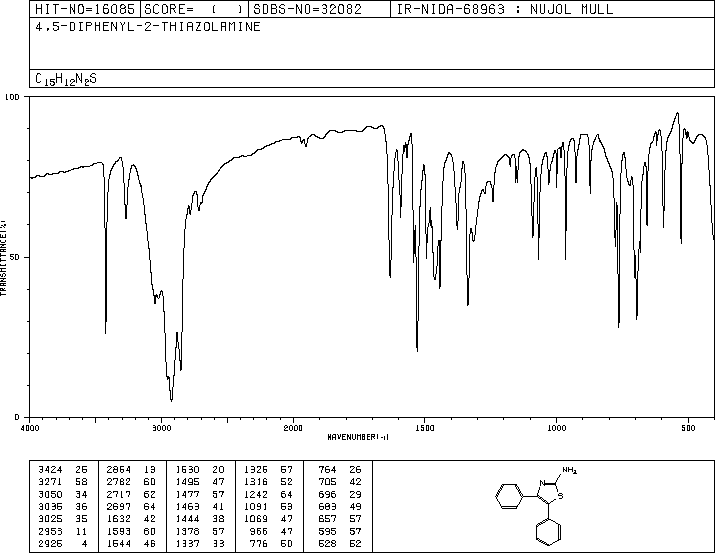 HIT-NO=16085 SCORE= ( ) SDBS-NO=32082 IR-NIDA-68963 : NUJOL MULL
4,5-DIPHENYL-2-THIAZOLAMINE
C15H12N2S
100
50
0
TRANSMITTANCE(%)
4000 3000 2000 1500 1000 500
WAVENUMBER(-1)
3424 26 2854 13 1530 20 1326 57 764 26
3271 58 2782 60 1495 47 1316 52 705 42
3050 34 2717 62 1477 57 1242 64 696 29
3036 36 2697 64 1463 41 1091 53 683 49
3025 35 1632 42 1444 38 1069 47 657 57
2953 11 1593 60 1378 57 966 47 595 57
2925 4 1544 46 1337 33 776 50 528 52
NH2
N
S